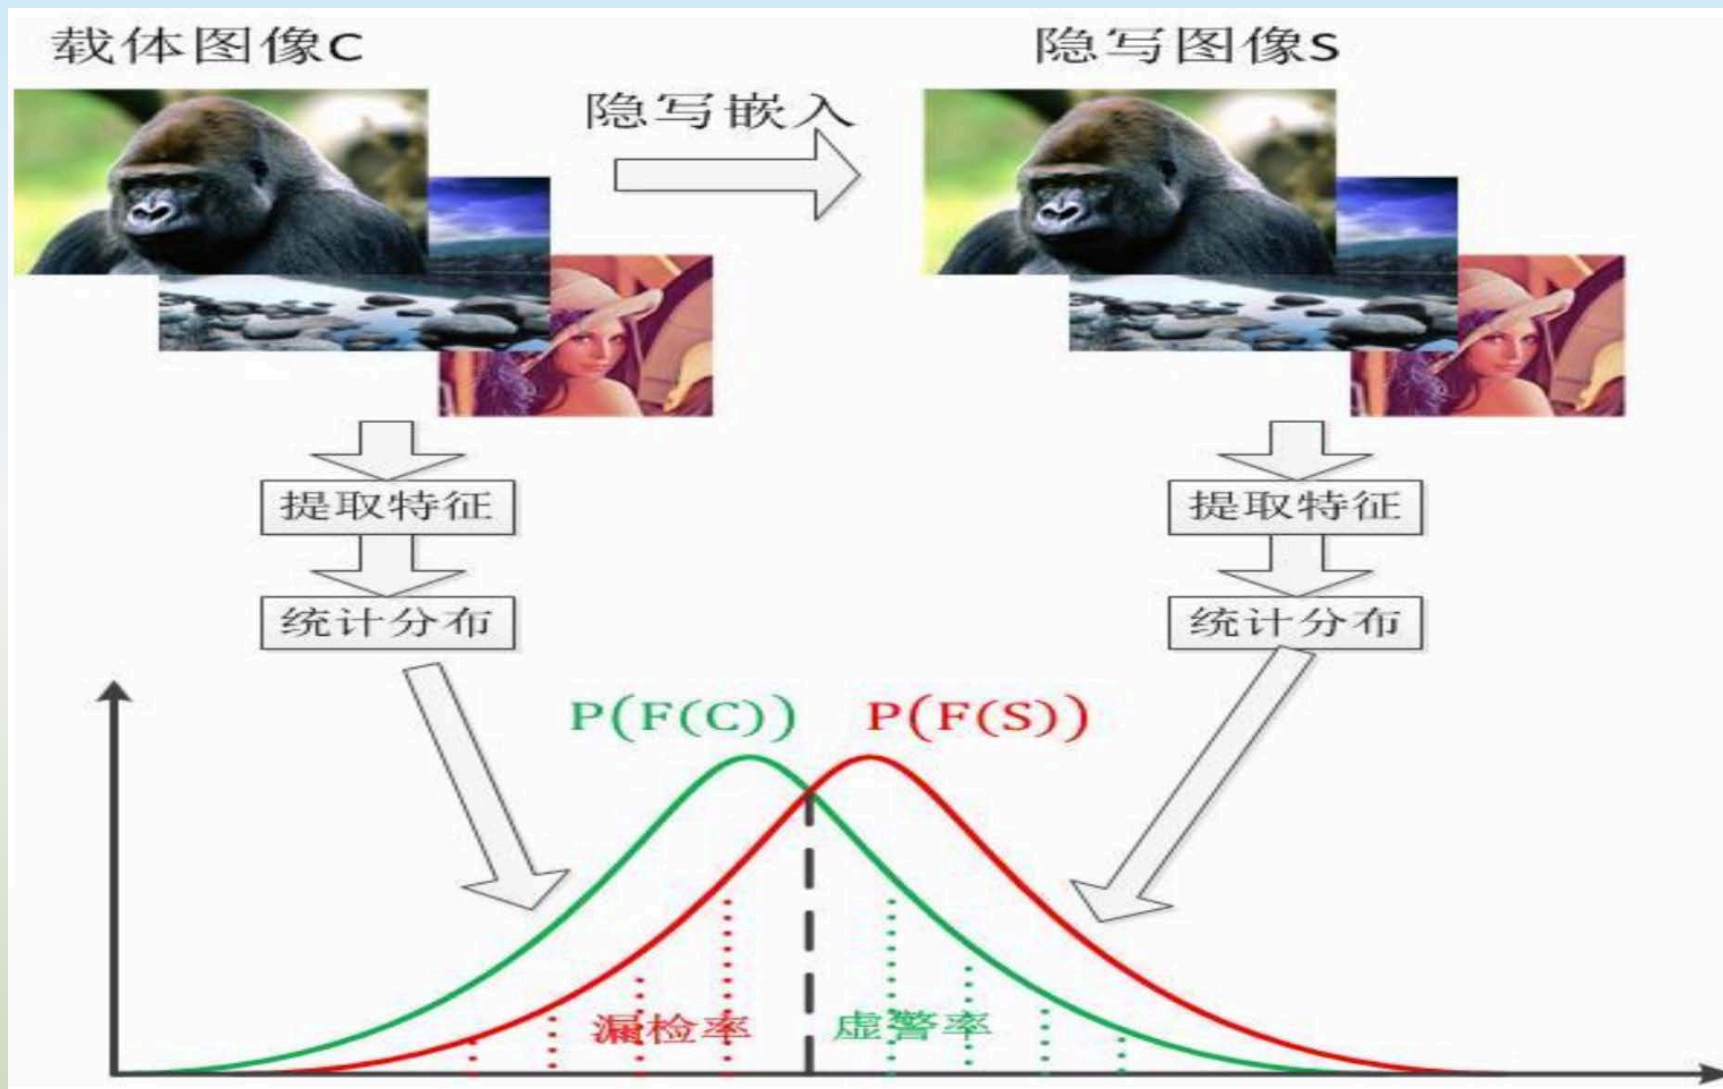 载体图像C
隐写图像S
隐写嵌入
提取特征
提取特征
统计分布
统计分布
P(F(C))
P(F(S))
漏检率
虚警率